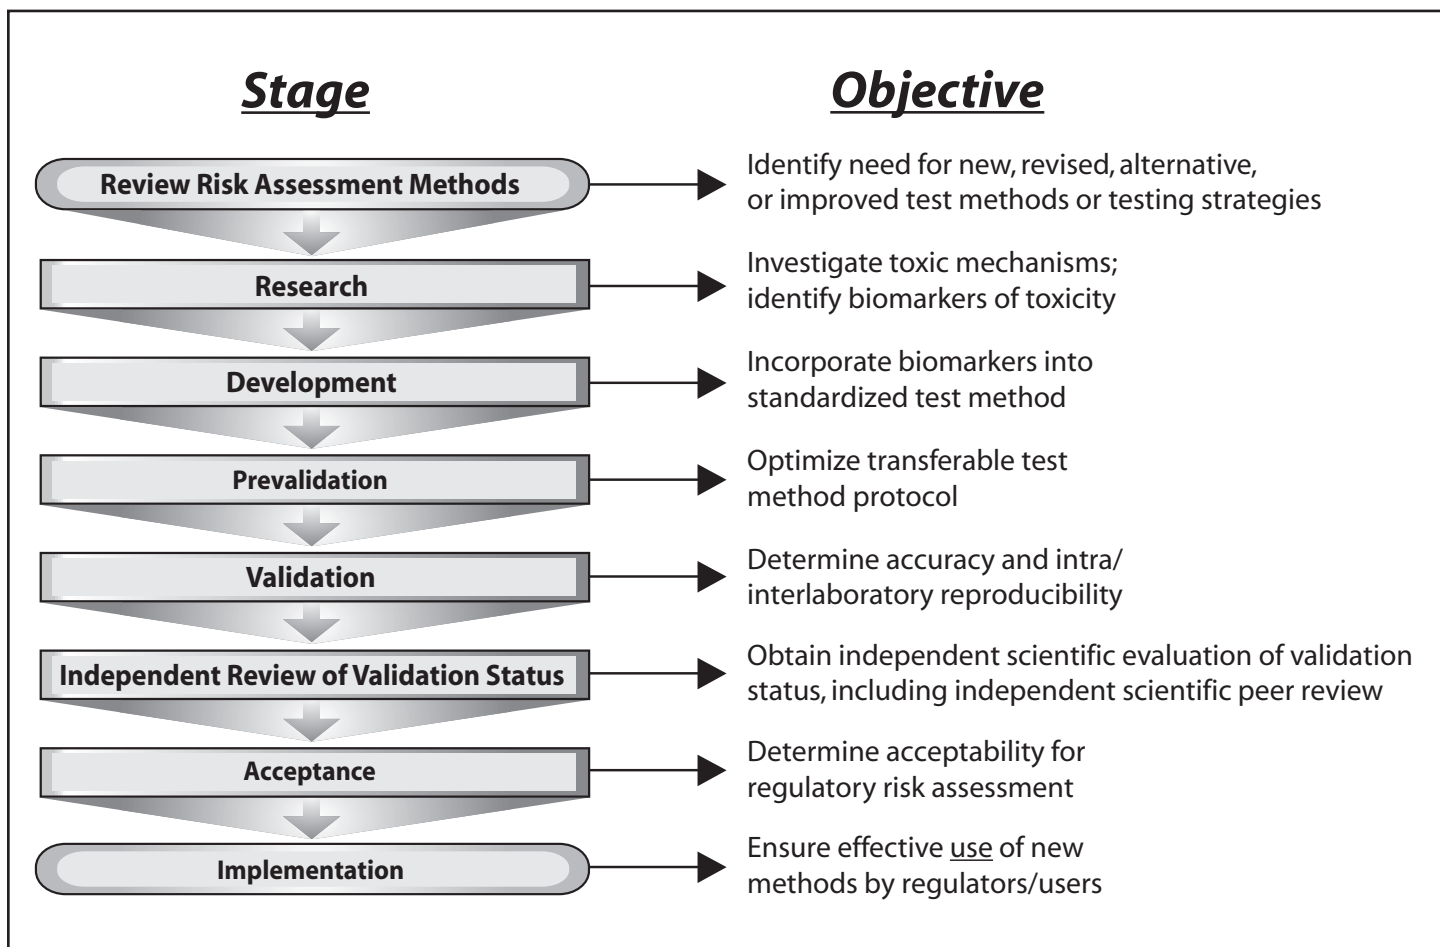 Stage
Objective
Review Risk Assessment Methods
Identify need for new, revised, alternative,
or improved test methods or testing strategies
Research
Investigate toxic mechanisms;
identify biomarkers of toxicity
Development
Incorporate biomarkers into
standardized test method
Prevalidation
Optimize transferable test
method protocol
Validation
Determine accuracy and intra/
interlaboratory reproducibility
Independent Review of Validation Status
Obtain independent scientific evaluation of validation
status, including independent scientific peer review
Acceptance
Determine acceptability for
regulatory risk assessment
Implementation
Ensure effective use of new
methods by regulators/users